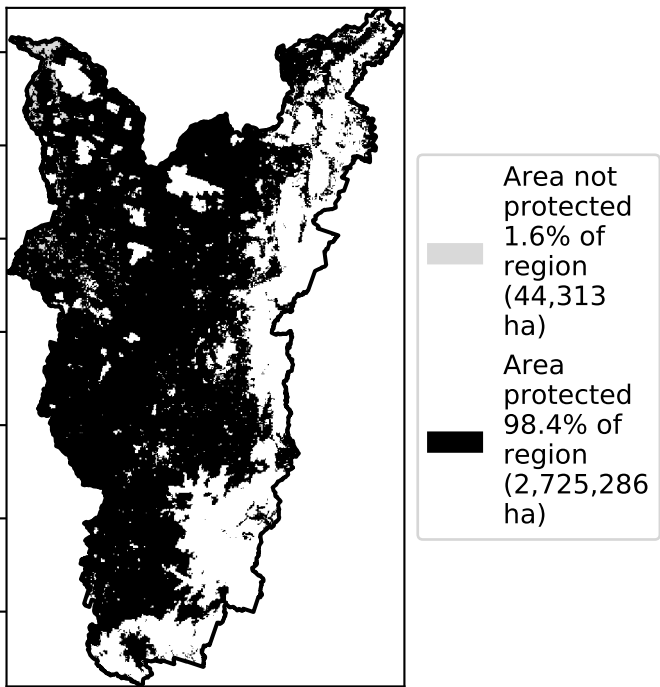 Area not
protected
1.6% of
region
(44,313
ha)
Area
protected
98.4% of
region
(2,725,286
ha)